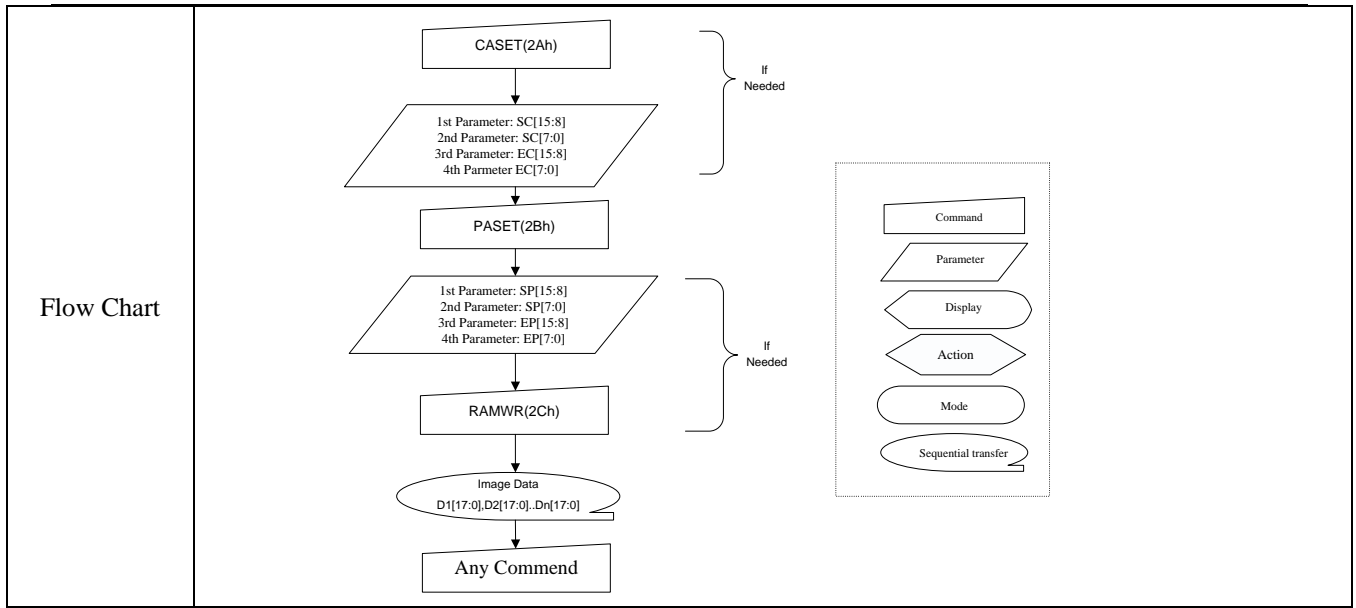 Flow Chart
CASET(2Ah)
If
Needed
1st Parameter: SC[15:8]
2nd Parameter: SC[7:0]
3rd Parameter: EC[15:8]
4th Parmeter EC[7:0]
PASET(2Bh)
1st Parameter: SP[15:8]
2nd Parameter: SP[7:0]
3rd Parameter: EP[15:8]
4th Parameter: EP[7:0]
If
Needed
RAMWR(2Ch)
Image Data
D1[17:0],D2[17:0]..Dn[17:0]
Any Commend
Command
Parameter
Display
Action
Mode
Sequential transfer